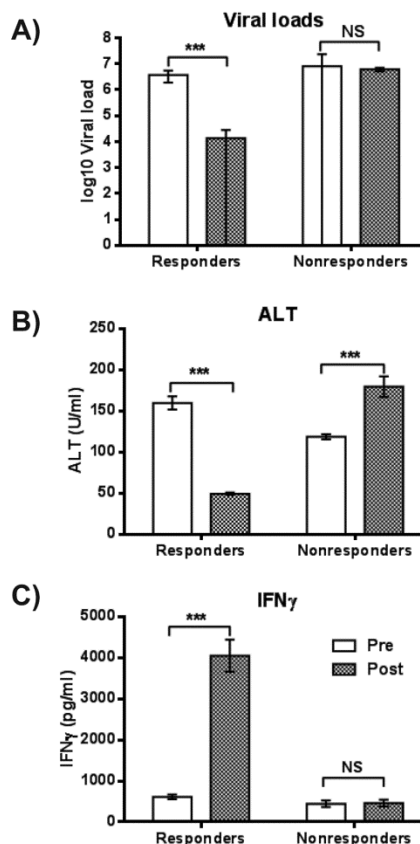 A)
Viral loads
log10 Viral load
8
7
6
5
4
3
2
1
0
***
NS
Responders
Nonresponders
B)
ALT
ALT (U/ml)
250
200
150
100
50
0
***
***
Responders
Nonresponders
C)
IFNγ
IFNγ (pg/ml)
5000
4000
3000
2000
1000
0
***
NS
Pre
Post
Responders
Nonresponders